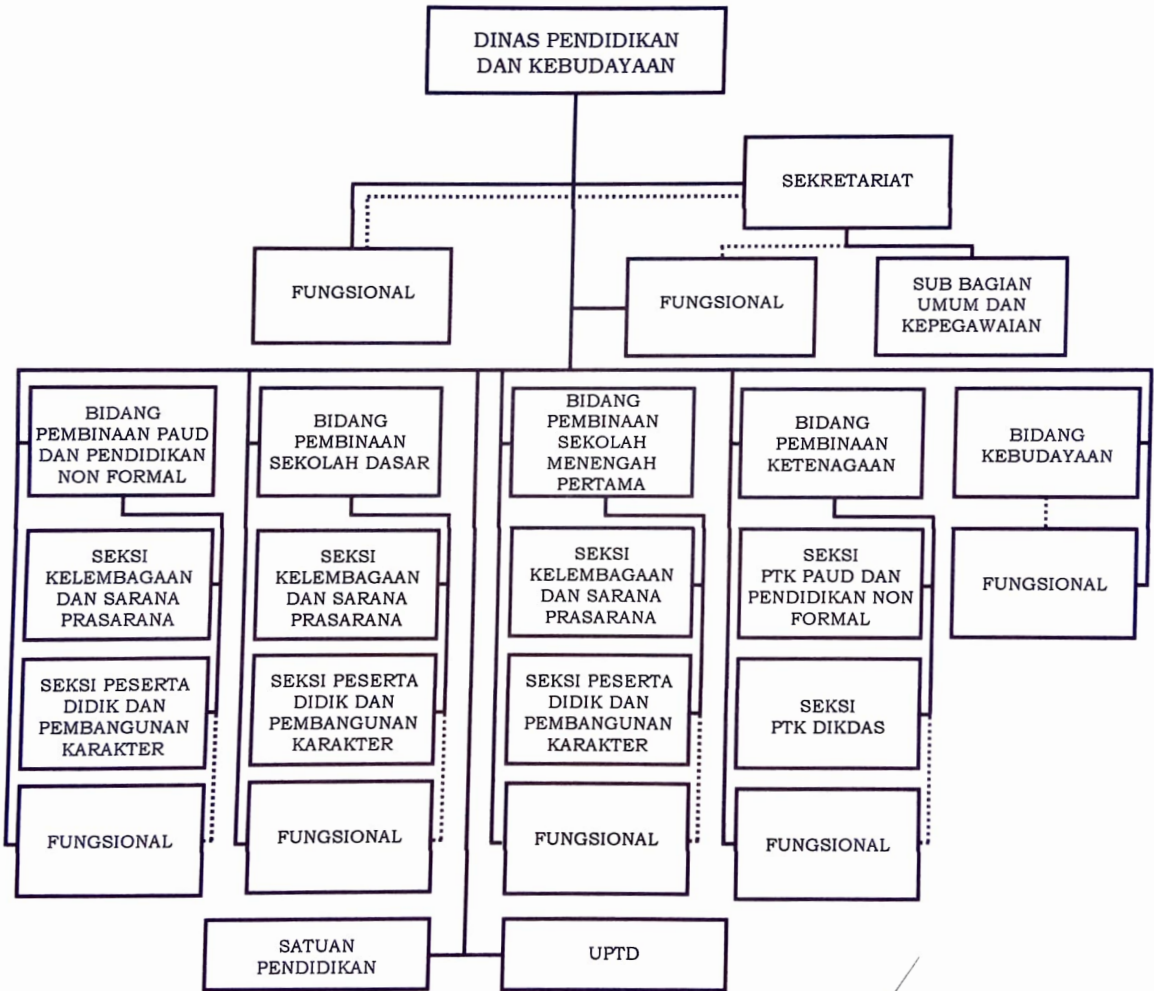 DINAS PENDIDIKAN
DAN KEBUDAYAAN
SEKRETARIAT
FUNGSIONAL
FUNGSIONAL
SUB BAGIAN
UMUM DAN
KEPEGAWAIAN
BIDANG
PEMBINAAN PAUD
DAN PENDIDIKAN
NON FORMAL
BIDANG
PEMBINAAN
SEKOLAH DASAR
BIDANG
PEMBINAAN
SEKOLAH
MENENGAH
PERTAMA
BIDANG
PEMBINAAN
KETENAGAAN
BIDANG
KEBUDAYAAN
SEKSI
KELEMBAGAAN
DAN SARANA
PRASARANA
SEKSI
KELEMBAGAAN
DAN SARANA
PRASARANA
SEKSI
KELEMBAGAAN
DAN SARANA
PRASARANA
SEKSI
PTK PAUD DAN
PENDIDIKAN NON
FORMAL
FUNGSIONAL
SEKSI PESERTA
DIDIK DAN
PEMBANGUNAN
KARAKTER
SEKSI PESERTA
DIDIK DAN
PEMBANGUNAN
KARAKTER
SEKSI PESERTA
DIDIK DAN
PEMBANGUNAN
KARAKTER
SEKSI
PTK DIKDAS
FUNGSIONAL
FUNGSIONAL
FUNGSIONAL
FUNGSIONAL
SATUAN
PENDIDIKAN
UPTD